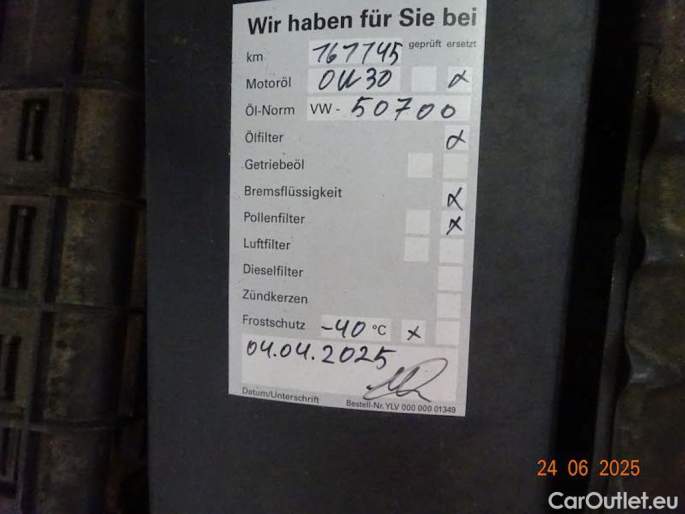 Wir haben für Sie bei
km 167745 geprüft ersetzt
Motoröl 0W30 x
Öl-Norm VW - 50700
Ölfilter x
Getriebeöl
Bremsflüssigkeit x
Pollenfilter x
Luftfilter
Dieselfilter
Zündkerzen
Frostschutz -40 °C x
04.04.2025
Datum/Unterschrift Bestell-Nr. YLV 000 000 01349
24 06 2025
CarOutlet.eu